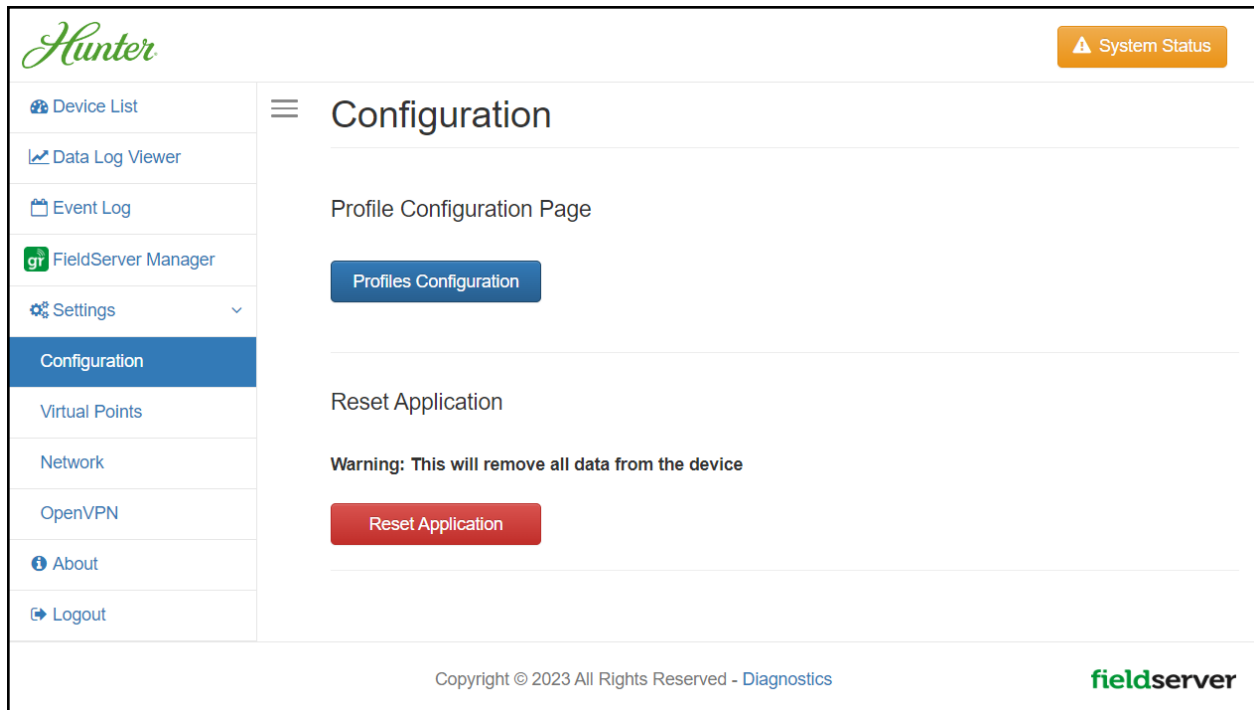 Hunter
System Status
Device List
Data Log Viewer
Event Log
gr FieldServer Manager
Settings
Configuration
Virtual Points
Network
OpenVPN
About
Logout
Configuration
Profile Configuration Page
Profiles Configuration
Reset Application
Warning: This will remove all data from the device
Reset Application
Copyright © 2023 All Rights Reserved - Diagnostics
fieldserver